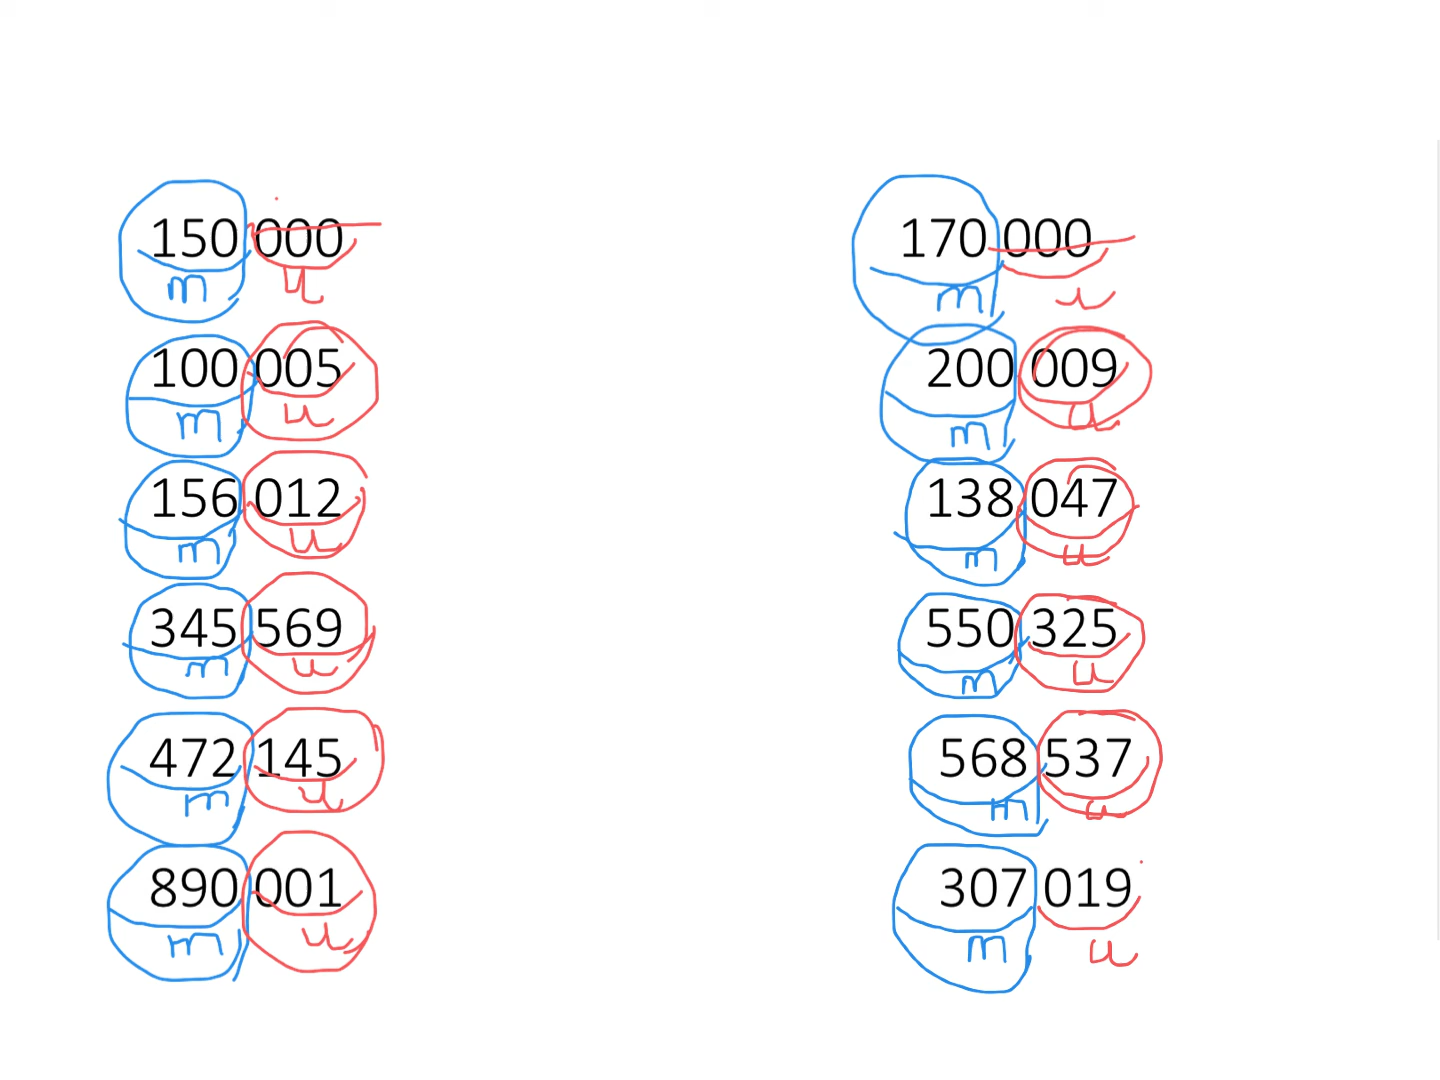 150 000
m u
100 005
m u
156 012
m u
345 569
m u
472 145
m u
890 001
m u
170 000
m u
200 009
m u
138 047
m u
550 325
m u
568 537
m u
307 019
m u